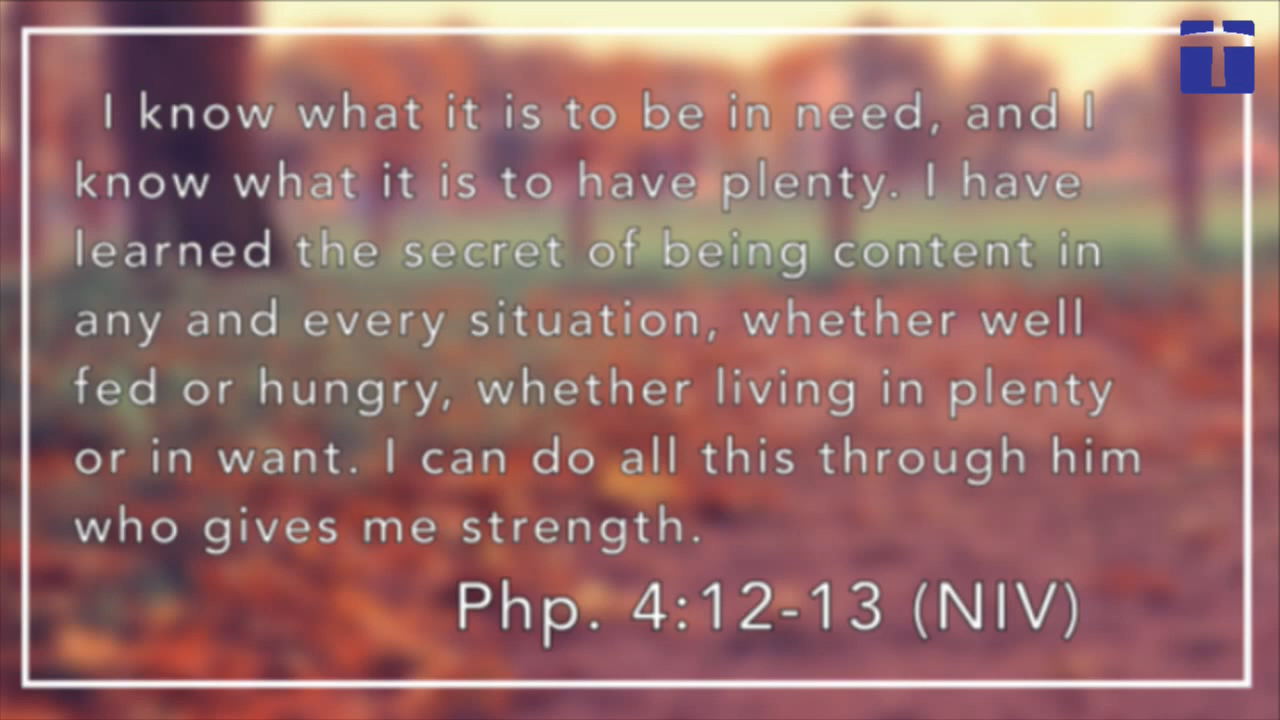 I know what it is to be in need, and I
know what it is to have plenty. I have
learned the secret of being content in
any and every situation, whether well
fed or hungry, whether living in plenty
or in want. I can do all this through him
who gives me strength.
Php. 4:12-13 (NIV)